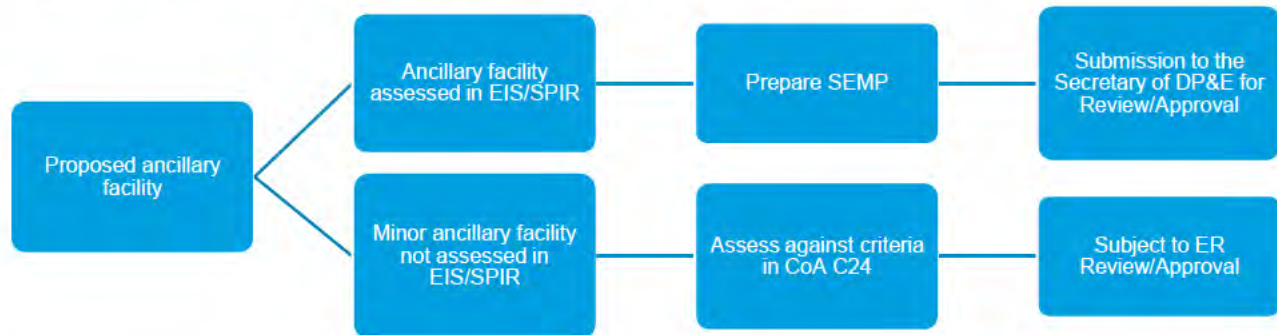 Proposed ancillary
facility
Ancillary facility
assessed in EIS/SPIR
Prepare SEMP
Submission to the
Secretary of DP&E for
Review/Approval
Minor ancillary facility
not assessed in
EIS/SPIR
Assess against criteria
in CoA C24
Subject to ER
Review/Approval